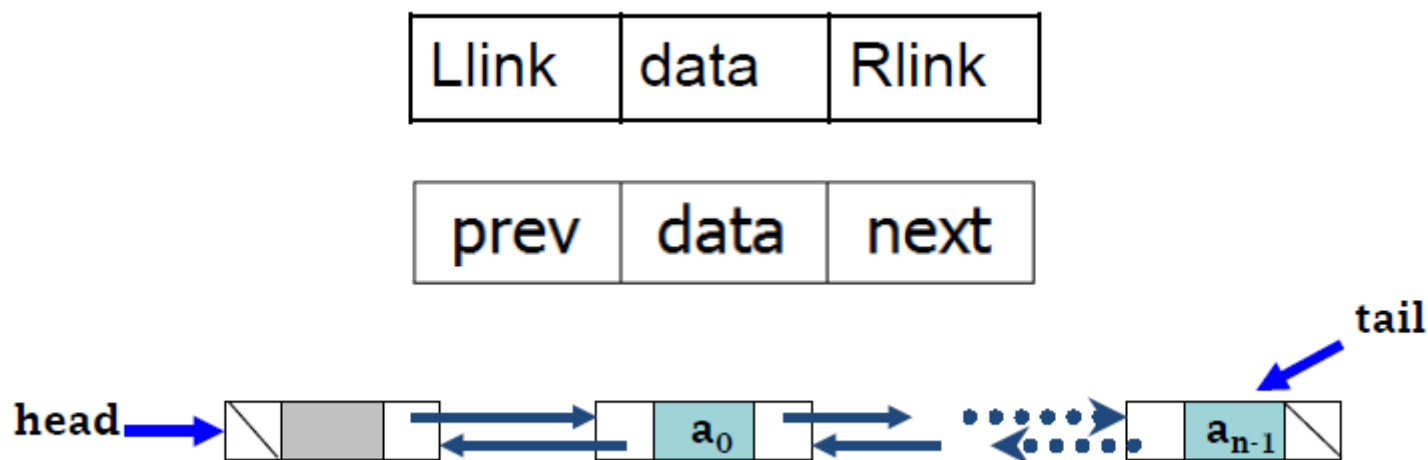 Llink data Rlink
prev data next
tail
head
a₀ aₙ₋₁